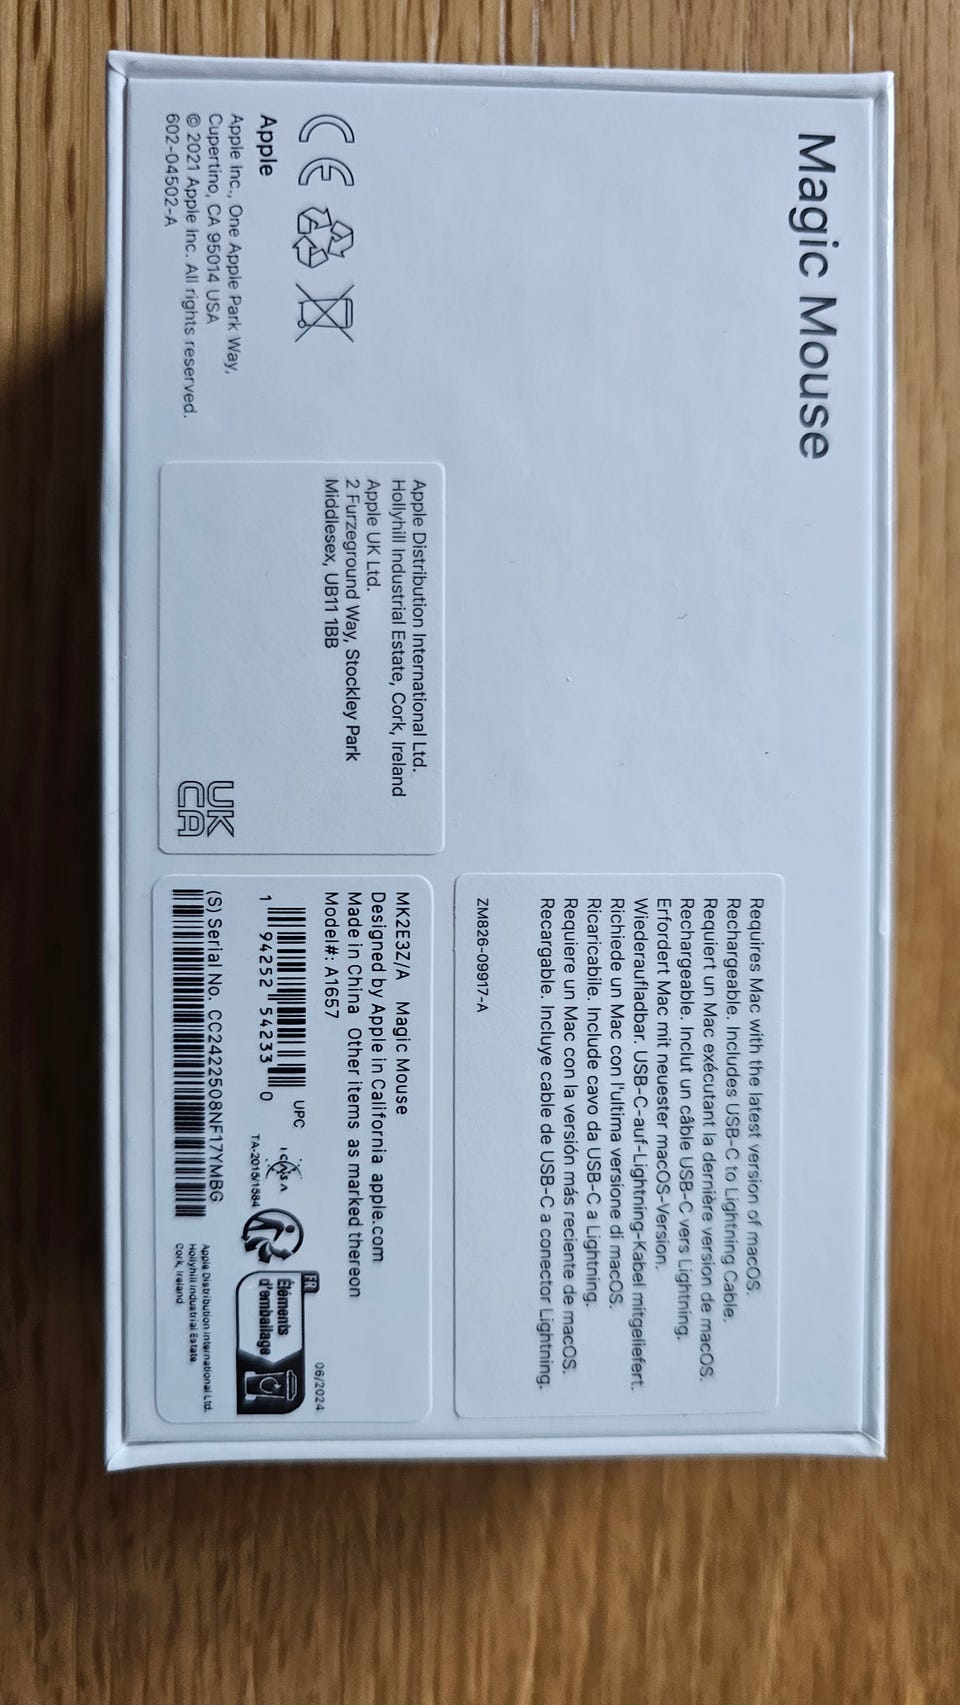 Magic Mouse
Requires Mac with the latest version of macOS.
Rechargeable. Includes USB-C to Lightning Cable.
Requiert un Mac exécutant la dernière version de macOS.
Rechargeable. Inclut un câble USB-C vers Lightning.
Erfordert Mac mit neuester macOS-Version.
Wiederaufladbar. USB-C-auf-Lightning-Kabel mitgeliefert.
Richiede un Mac con l'ultima versione di macOS.
Ricaricabile. Include cavo da USB-C a Lightning.
Requiere un Mac con la versión más reciente de macOS.
Recargable. Incluye cable de USB-C a conector Lightning.
ZM826-09917-A
CE
Apple
Apple Inc., One Apple Park Way,
Cupertino, CA 95014 USA
© 2021 Apple Inc. All rights reserved.
602-04502-A
Apple Distribution International Ltd.
Hollyhill Industrial Estate, Cork, Ireland
Apple UK Ltd.
2 Furzeground Way, Stockley Park
Middlesex, UB11 1BB
UK
CA
MK2E3Z/A Magic Mouse
Designed by Apple in California apple.com
Made in China Other items as marked thereon
Model#: A1657
06/2024
UPC
1 94252 54233 0
ICASA
TA-2015/1584
FR
Éléments
d'emballage
(S) Serial No. CC2422508NF17YMBG
Apple Distribution International Ltd.
Hollyhill Industrial Estate
Cork, Ireland